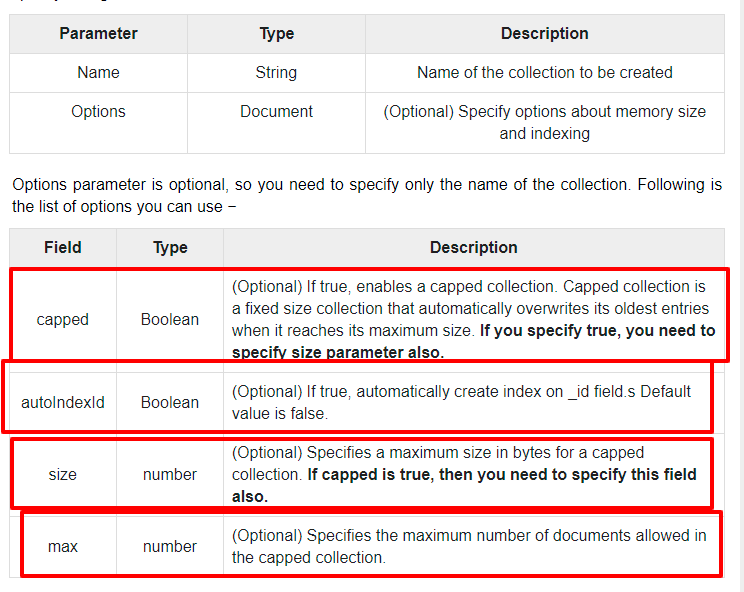 Parameter Type Description
Name String Name of the collection to be created
Options Document (Optional) Specify options about memory size
and indexing
Options parameter is optional, so you need to specify only the name of the collection. Following is
the list of options you can use −
Field Type Description
capped Boolean (Optional) If true, enables a capped collection. Capped collection is
a fixed size collection that automatically overwrites its oldest entries
when it reaches its maximum size. If you specify true, you need to
specify size parameter also.
autoIndexId Boolean (Optional) If true, automatically create index on _id field.s Default
value is false.
size number (Optional) Specifies a maximum size in bytes for a capped
collection. If capped is true, then you need to specify this field
also.
max number (Optional) Specifies the maximum number of documents allowed in
the capped collection.